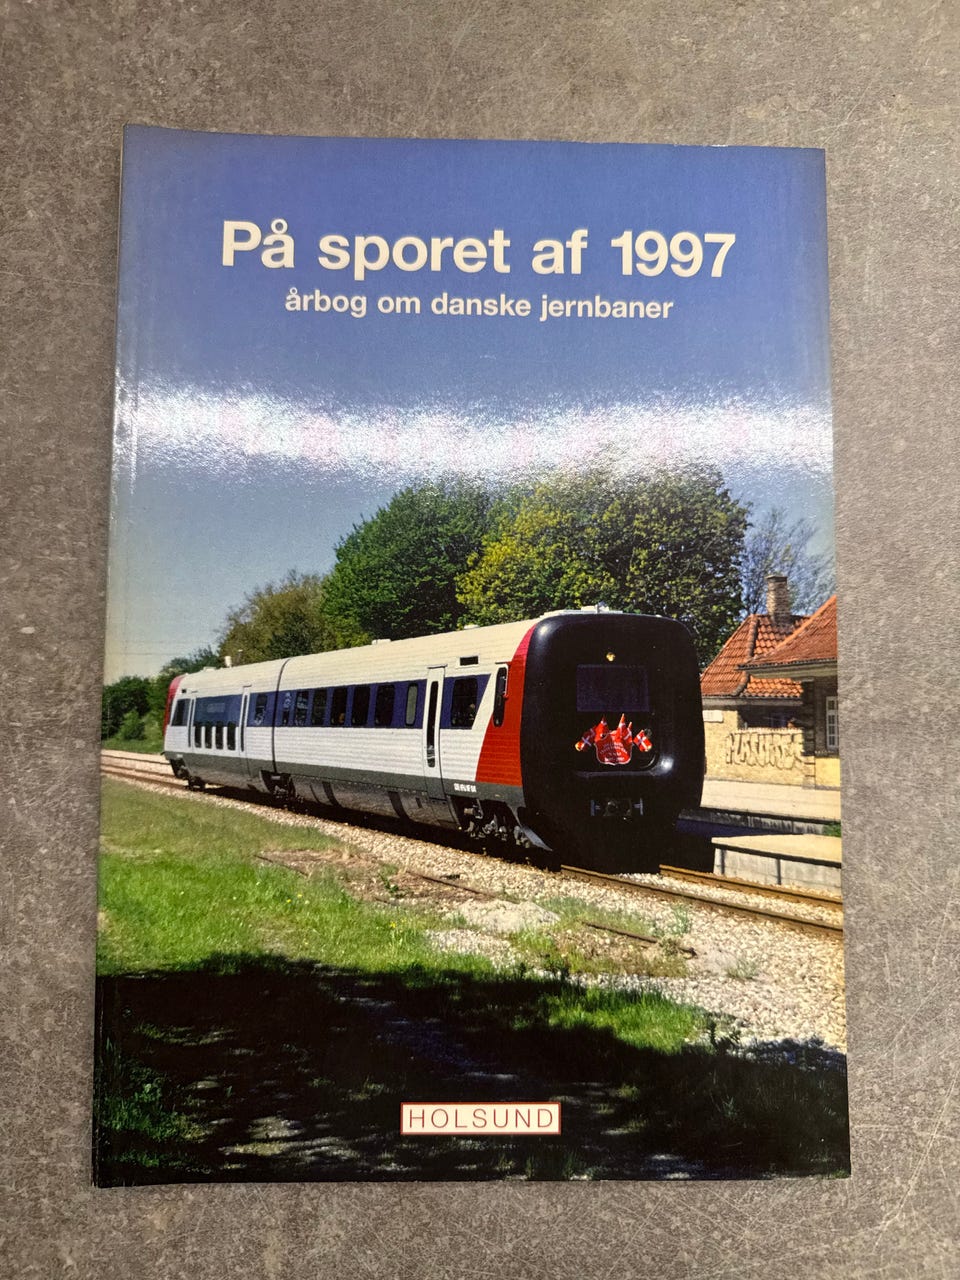 På sporet af 1997
årbog om danske jernbaner
HOLSUND